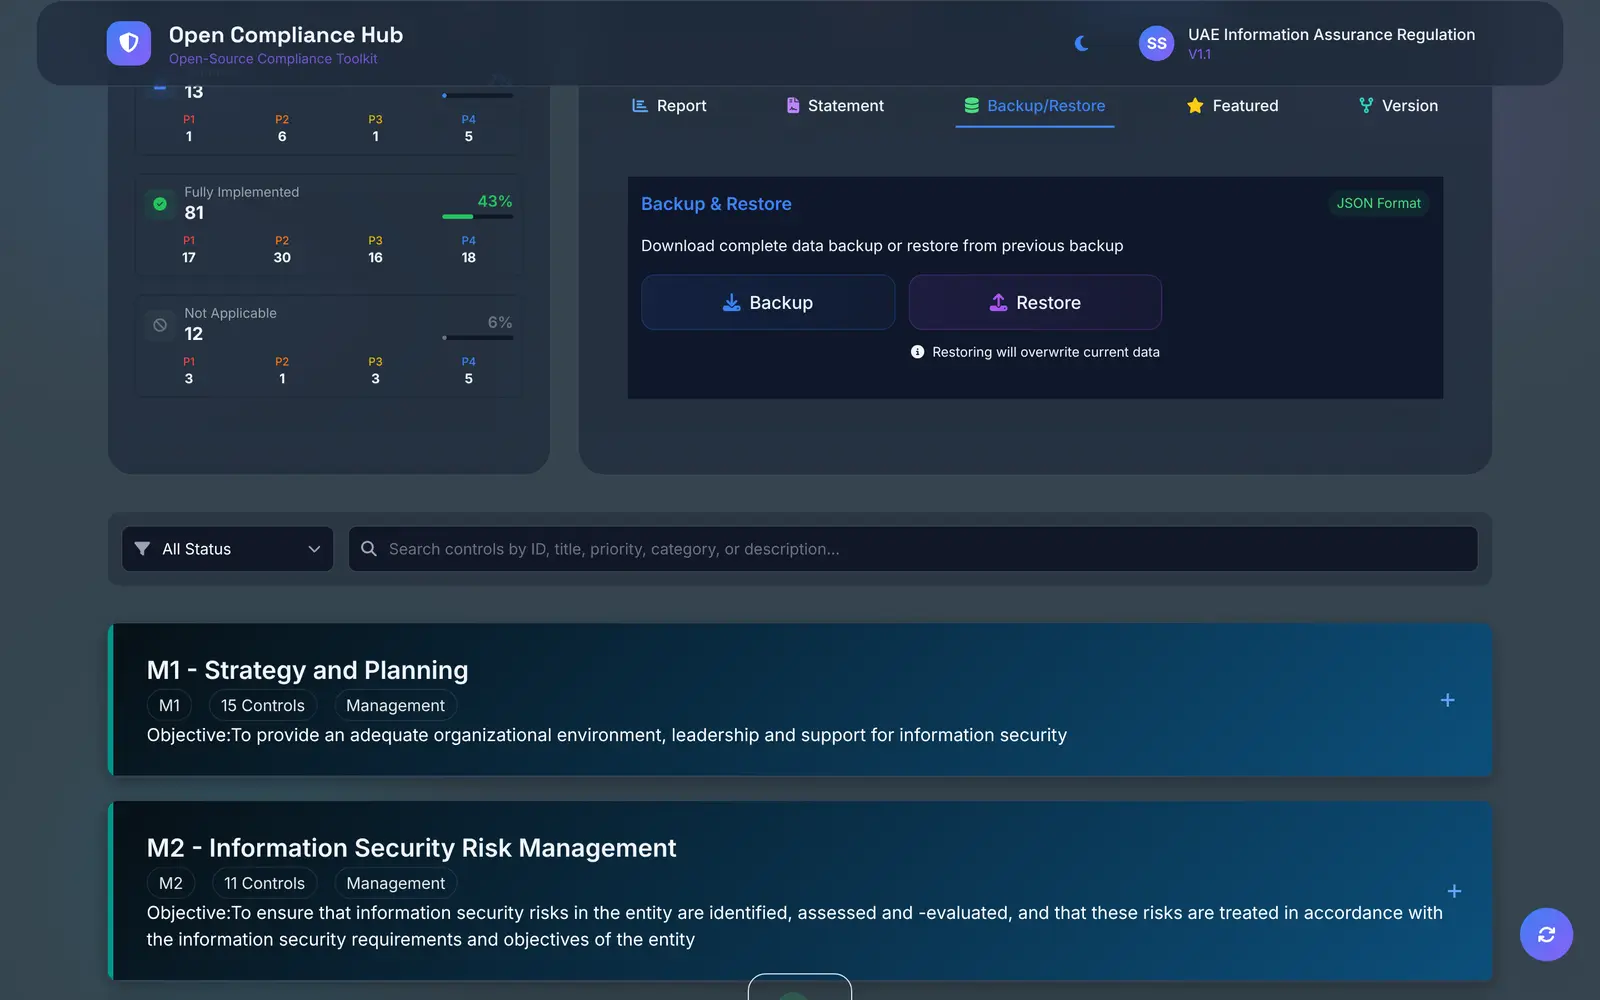 Open Compliance Hub
Open-Source Compliance Toolkit
SS
UAE Information Assurance Regulation
V1.1
13
P1 P2 P3 P4
1 6 1 5
Fully Implemented
81
43%
P1 P2 P3 P4
17 30 16 18
Not Applicable
12
6%
P1 P2 P3 P4
3 1 3 5
Report Statement Backup/Restore Featured Version
Backup & Restore
JSON Format
Download complete data backup or restore from previous backup
Backup Restore
Restoring will overwrite current data
All Status
Search controls by ID, title, priority, category, or description...
M1 - Strategy and Planning
M1 15 Controls Management
Objective:To provide an adequate organizational environment, leadership and support for information security
M2 - Information Security Risk Management
M2 11 Controls Management
Objective:To ensure that information security risks in the entity are identified, assessed and -evaluated, and that these risks are treated in accordance with
the information security requirements and objectives of the entity